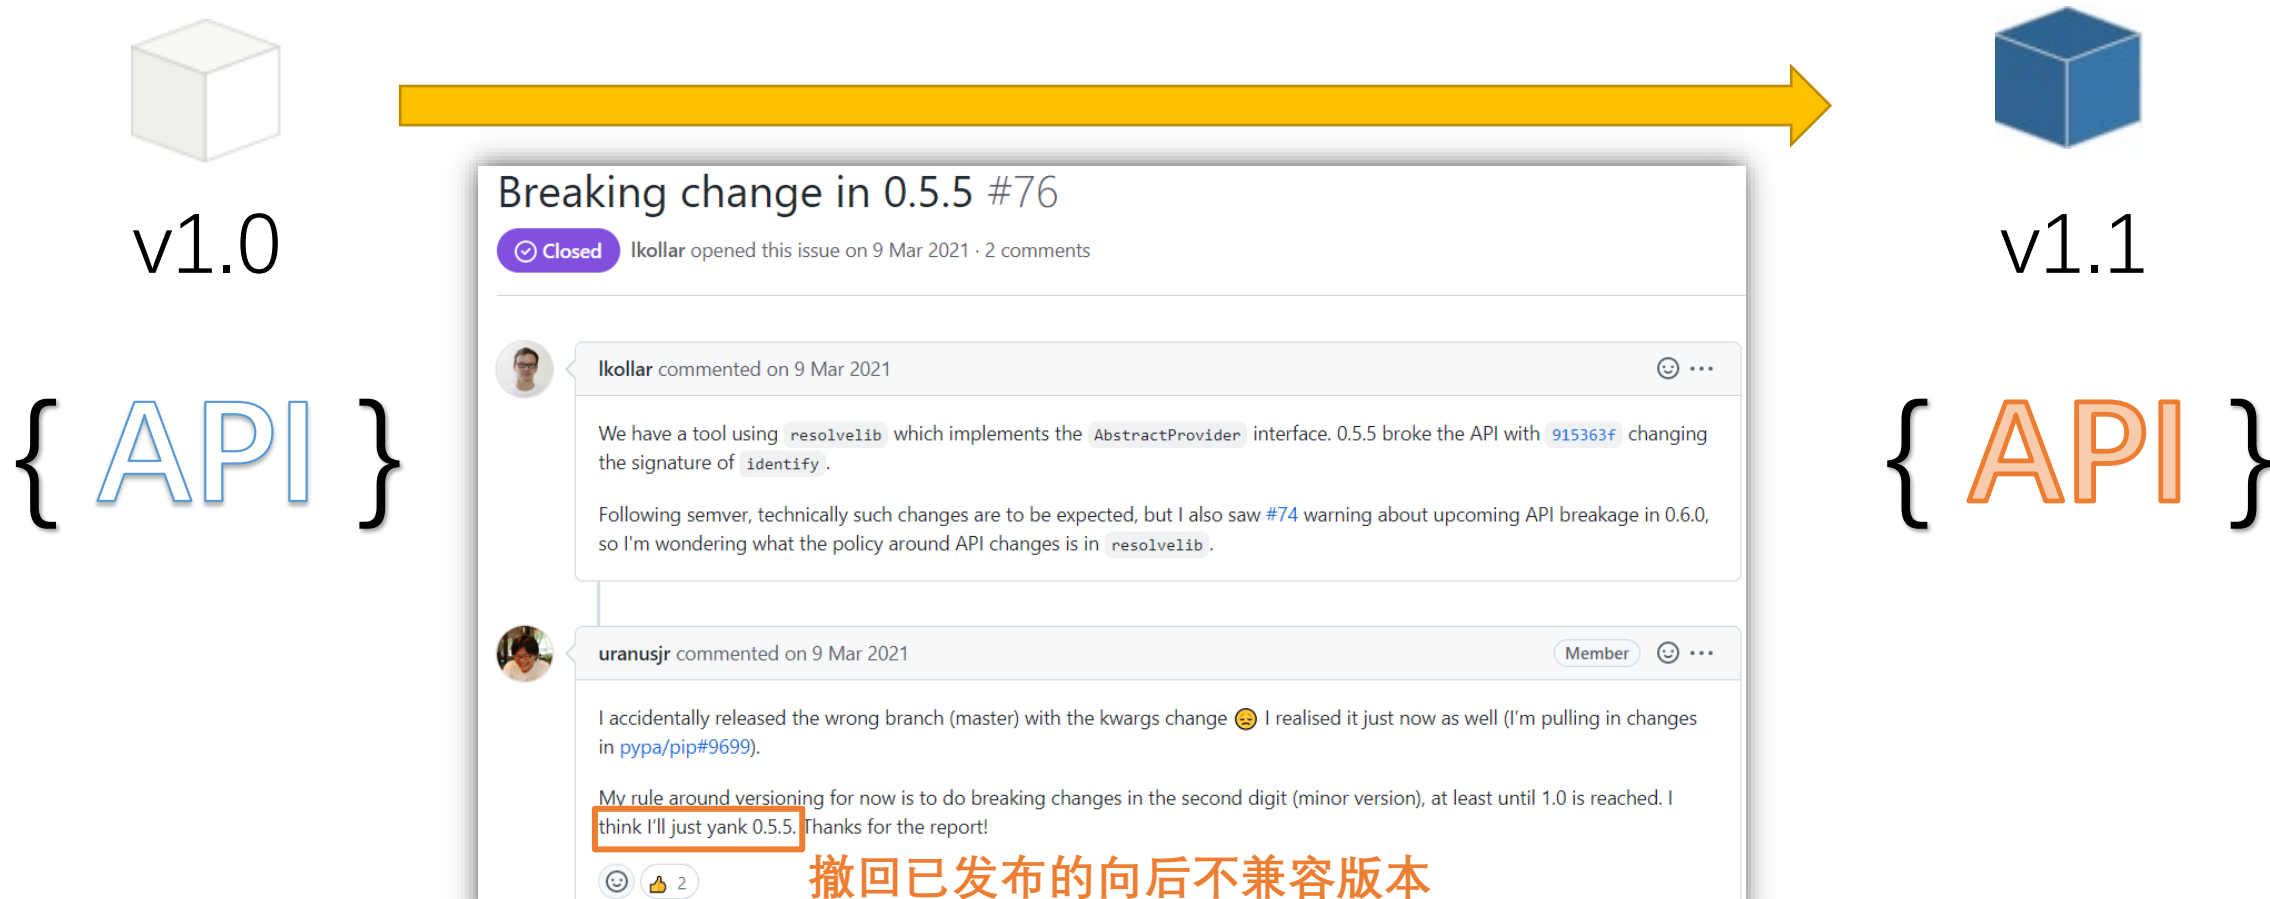 v1.0
v1.1
{ API }
{ API }
Breaking change in 0.5.5 #76
Closed lkollar opened this issue on 9 Mar 2021 · 2 comments
lkollar commented on 9 Mar 2021
We have a tool using resolvelib which implements the AbstractProvider interface. 0.5.5 broke the API with 915363f changing
the signature of identify.
Following semver, technically such changes are to be expected, but I also saw #74 warning about upcoming API breakage in 0.6.0,
so I'm wondering what the policy around API changes is in resolvelib.
uranusjr commented on 9 Mar 2021 Member
I accidentally released the wrong branch (master) with the kwargs change 😔 I realised it just now as well (I'm pulling in changes
in pypa/pip#9699).
My rule around versioning for now is to do breaking changes in the second digit (minor version), at least until 1.0 is reached. I
think I'll just yank 0.5.5. Thanks for the report!
👍 2
撤回已发布的向后不兼容版本